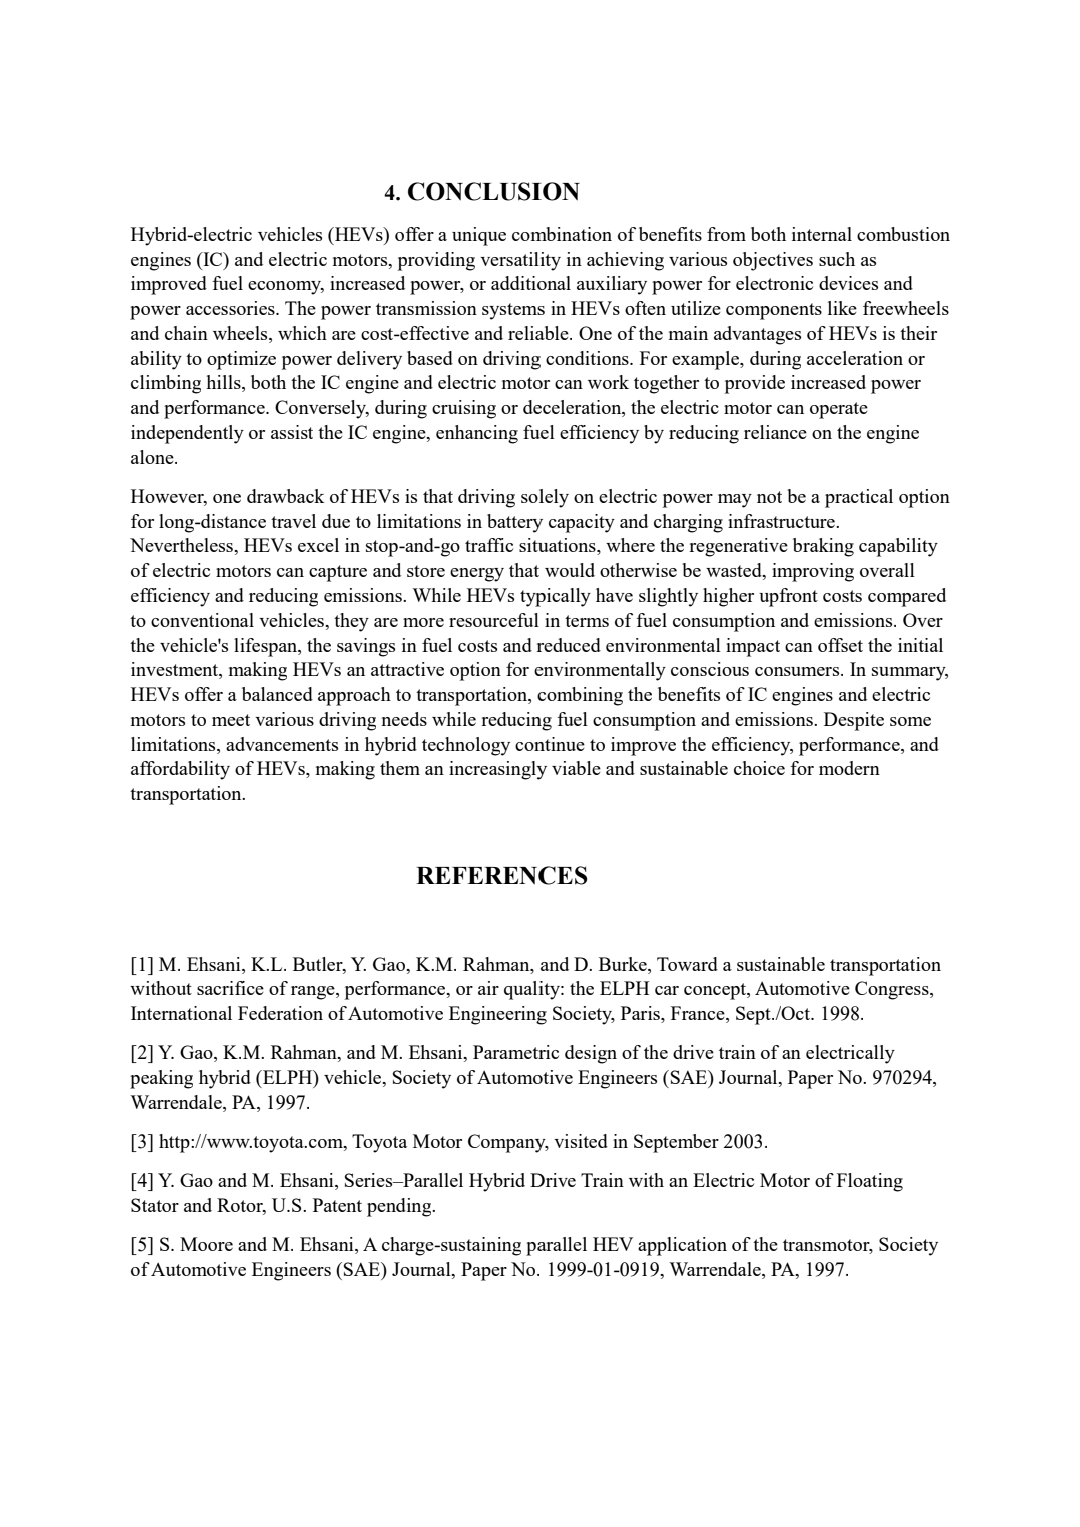 4. CONCLUSION
Hybrid-electric vehicles (HEVs) offer a unique combination of benefits from both internal combustion
engines (IC) and electric motors, providing versatility in achieving various objectives such as
improved fuel economy, increased power, or additional auxiliary power for electronic devices and
power accessories. The power transmission systems in HEVs often utilize components like freewheels
and chain wheels, which are cost-effective and reliable. One of the main advantages of HEVs is their
ability to optimize power delivery based on driving conditions. For example, during acceleration or
climbing hills, both the IC engine and electric motor can work together to provide increased power
and performance. Conversely, during cruising or deceleration, the electric motor can operate
independently or assist the IC engine, enhancing fuel efficiency by reducing reliance on the engine
alone.
However, one drawback of HEVs is that driving solely on electric power may not be a practical option
for long-distance travel due to limitations in battery capacity and charging infrastructure.
Nevertheless, HEVs excel in stop-and-go traffic situations, where the regenerative braking capability
of electric motors can capture and store energy that would otherwise be wasted, improving overall
efficiency and reducing emissions. While HEVs typically have slightly higher upfront costs compared
to conventional vehicles, they are more resourceful in terms of fuel consumption and emissions. Over
the vehicle's lifespan, the savings in fuel costs and reduced environmental impact can offset the initial
investment, making HEVs an attractive option for environmentally conscious consumers. In summary,
HEVs offer a balanced approach to transportation, combining the benefits of IC engines and electric
motors to meet various driving needs while reducing fuel consumption and emissions. Despite some
limitations, advancements in hybrid technology continue to improve the efficiency, performance, and
affordability of HEVs, making them an increasingly viable and sustainable choice for modern
transportation.
REFERENCES
[1] M. Ehsani, K.L. Butler, Y. Gao, K.M. Rahman, and D. Burke, Toward a sustainable transportation
without sacrifice of range, performance, or air quality: the ELPH car concept, Automotive Congress,
International Federation of Automotive Engineering Society, Paris, France, Sept./Oct. 1998.
[2] Y. Gao, K.M. Rahman, and M. Ehsani, Parametric design of the drive train of an electrically
peaking hybrid (ELPH) vehicle, Society of Automotive Engineers (SAE) Journal, Paper No. 970294,
Warrendale, PA, 1997.
[3] http://www.toyota.com, Toyota Motor Company, visited in September 2003.
[4] Y. Gao and M. Ehsani, Series–Parallel Hybrid Drive Train with an Electric Motor of Floating
Stator and Rotor, U.S. Patent pending.
[5] S. Moore and M. Ehsani, A charge-sustaining parallel HEV application of the transmotor, Society
of Automotive Engineers (SAE) Journal, Paper No. 1999-01-0919, Warrendale, PA, 1997.